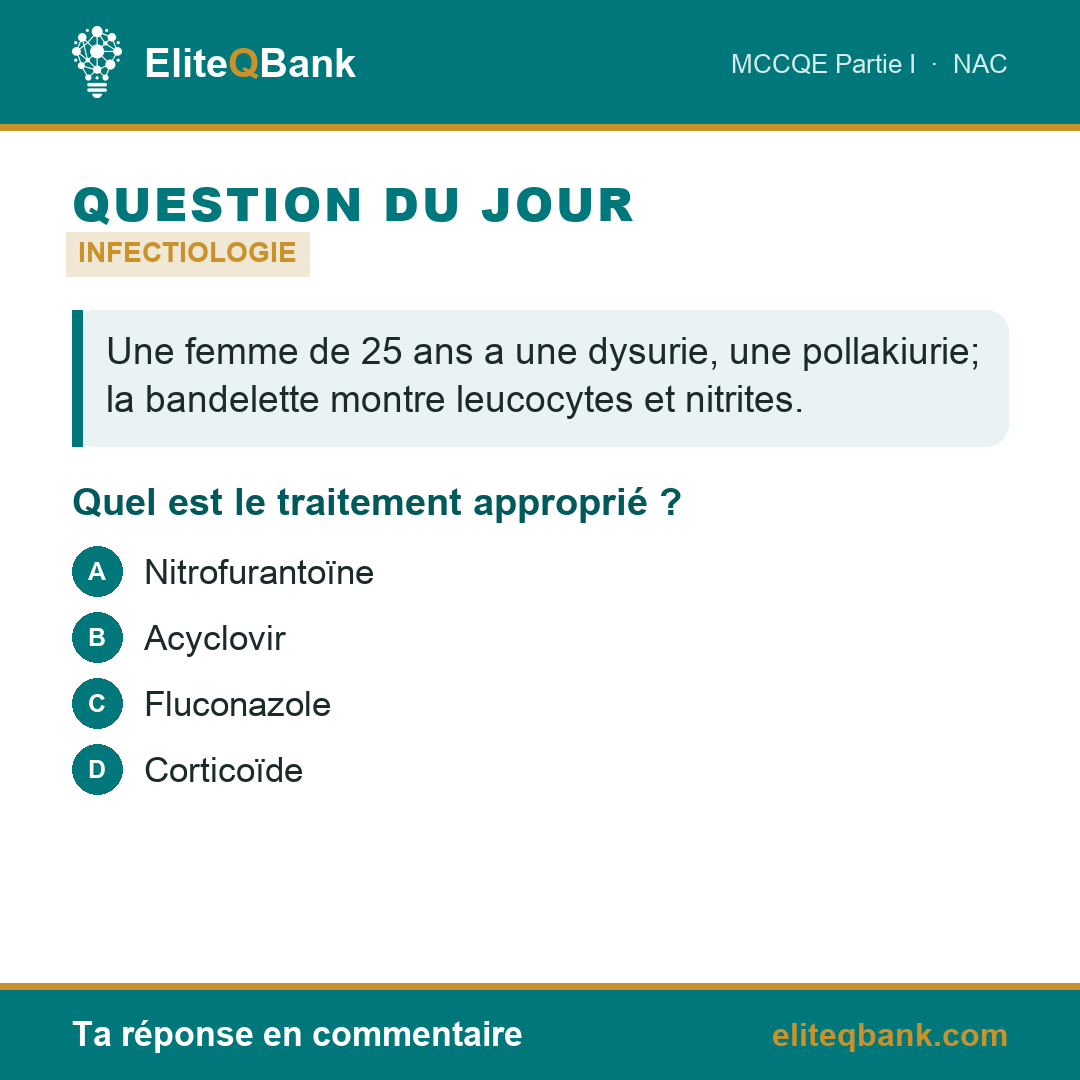 EliteQBank
MCCQE Partie I · NAC
QUESTION DU JOUR
INFECTIOLOGIE
Une femme de 25 ans a une dysurie, une pollakiurie;
la bandelette montre leucocytes et nitrites.
Quel est le traitement approprié ?
A Nitrofurantoïne
B Acyclovir
C Fluconazole
D Corticoïde
Ta réponse en commentaire
eliteqbank.com